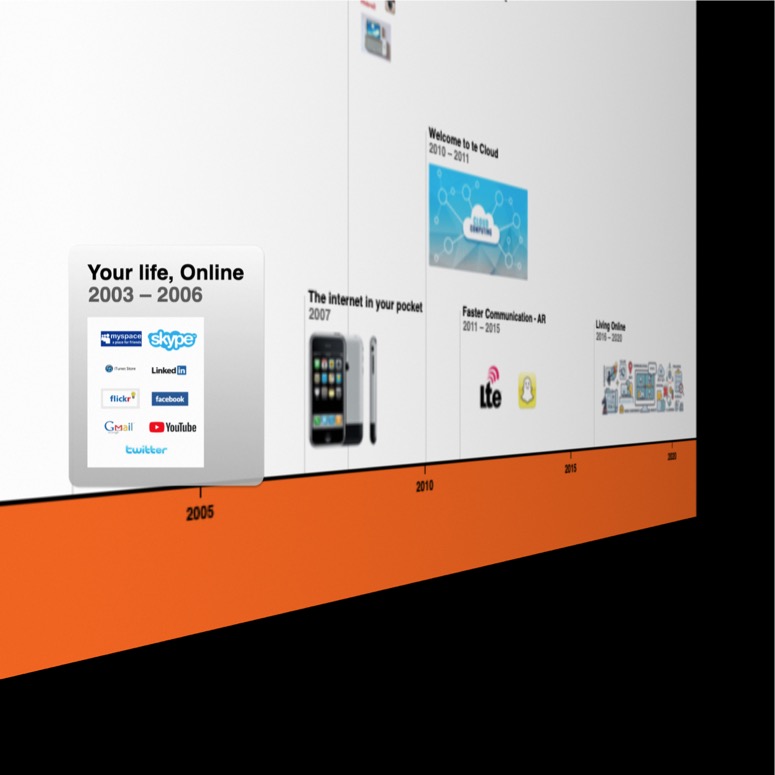 Welcome to te Cloud
2010 – 2011
CLOUD
COMPUTING
Your life, Online
2003 – 2006
myspace
a place for friends
skype
iTunes Store
LinkedIn
flickr
facebook
Gmail
YouTube
twitter
The internet in your pocket
2007
Faster Communication - AR
2011 – 2015
Lte
Living Online
2016 – 2020
2005
2010
2015
2020